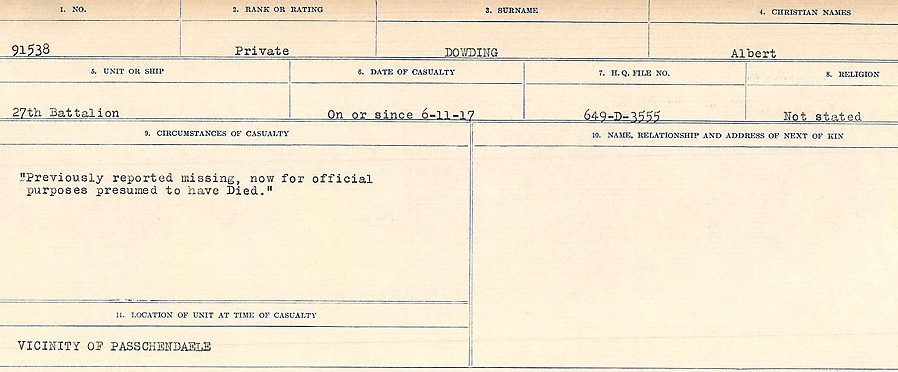 1. NO.
2. RANK OR RATING
3. SURNAME
4. CHRISTIAN NAMES
91538
Private
DOWDING
Albert
5. UNIT OR SHIP
6. DATE OF CASUALTY
7. H.Q. FILE NO.
8. RELIGION
27th Battalion
On or since 6-11-17
649-D-3555
Not stated
9. CIRCUMSTANCES OF CASUALTY
"Previously reported missing, now for official
purposes presumed to have Died."
10. NAME, RELATIONSHIP AND ADDRESS OF NEXT OF KIN
11. LOCATION OF UNIT AT TIME OF CASUALTY
VICINITY OF PASSCHENDAELE